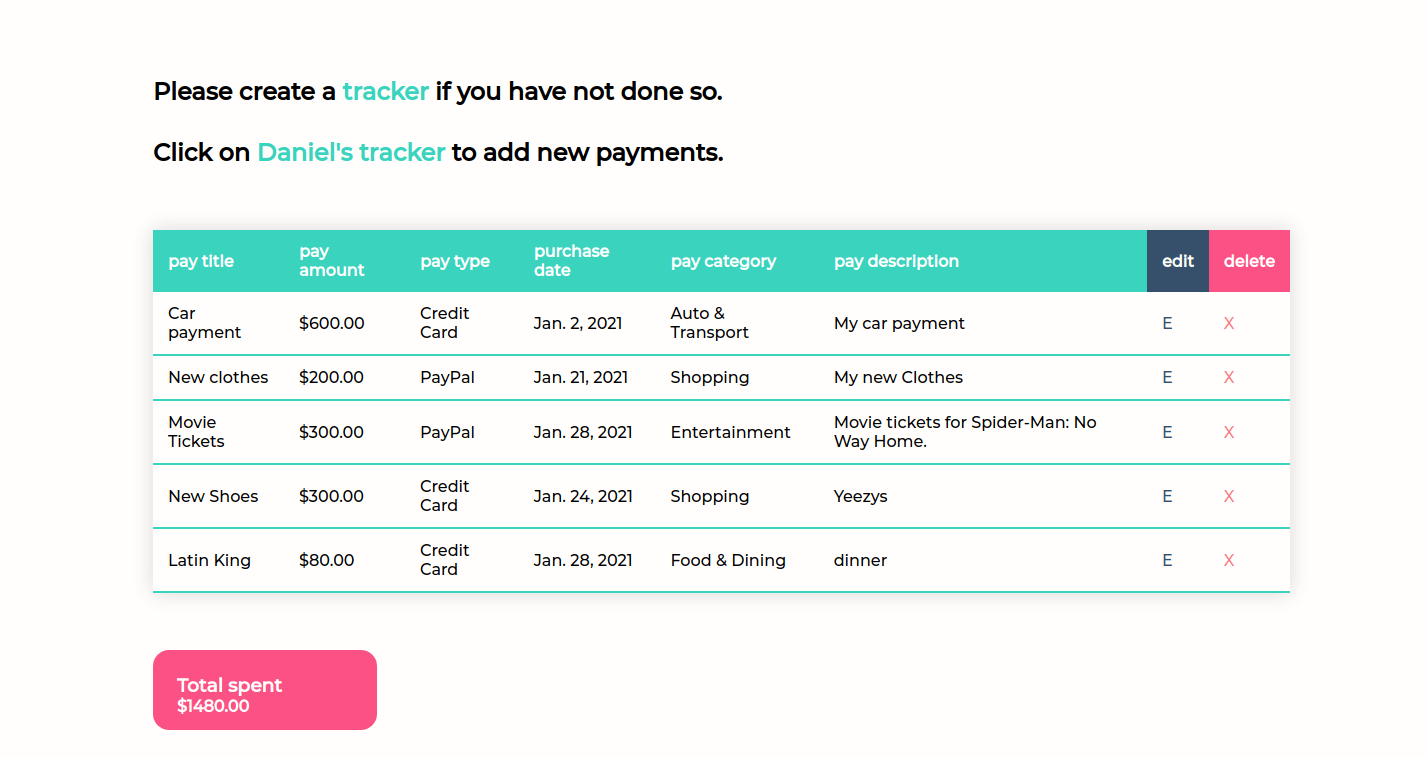 Please create a tracker if you have not done so.
Click on Daniel's tracker to add new payments.
pay title pay amount pay type purchase date pay category pay description edit delete
Car payment $600.00 Credit Card Jan. 2, 2021 Auto & Transport My car payment E X
New clothes $200.00 PayPal Jan. 21, 2021 Shopping My new Clothes E X
Movie Tickets $300.00 PayPal Jan. 28, 2021 Entertainment Movie tickets for Spider-Man: No Way Home. E X
New Shoes $300.00 Credit Card Jan. 24, 2021 Shopping Yeezys E X
Latin King $80.00 Credit Card Jan. 28, 2021 Food & Dining dinner E X
Total spent
$1480.00